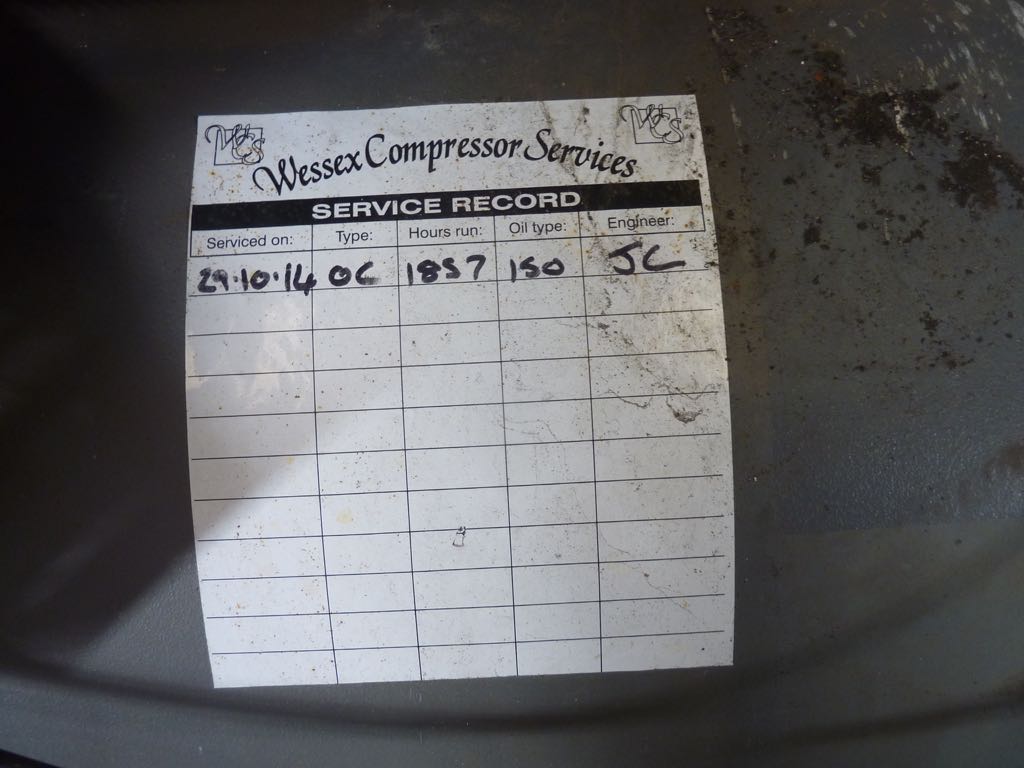 WCS
WCS
Wessex Compressor Services
SERVICE RECORD
Serviced on: Type: Hours run: Oil type: Engineer:
29.10.14 OC 1857 150 JC